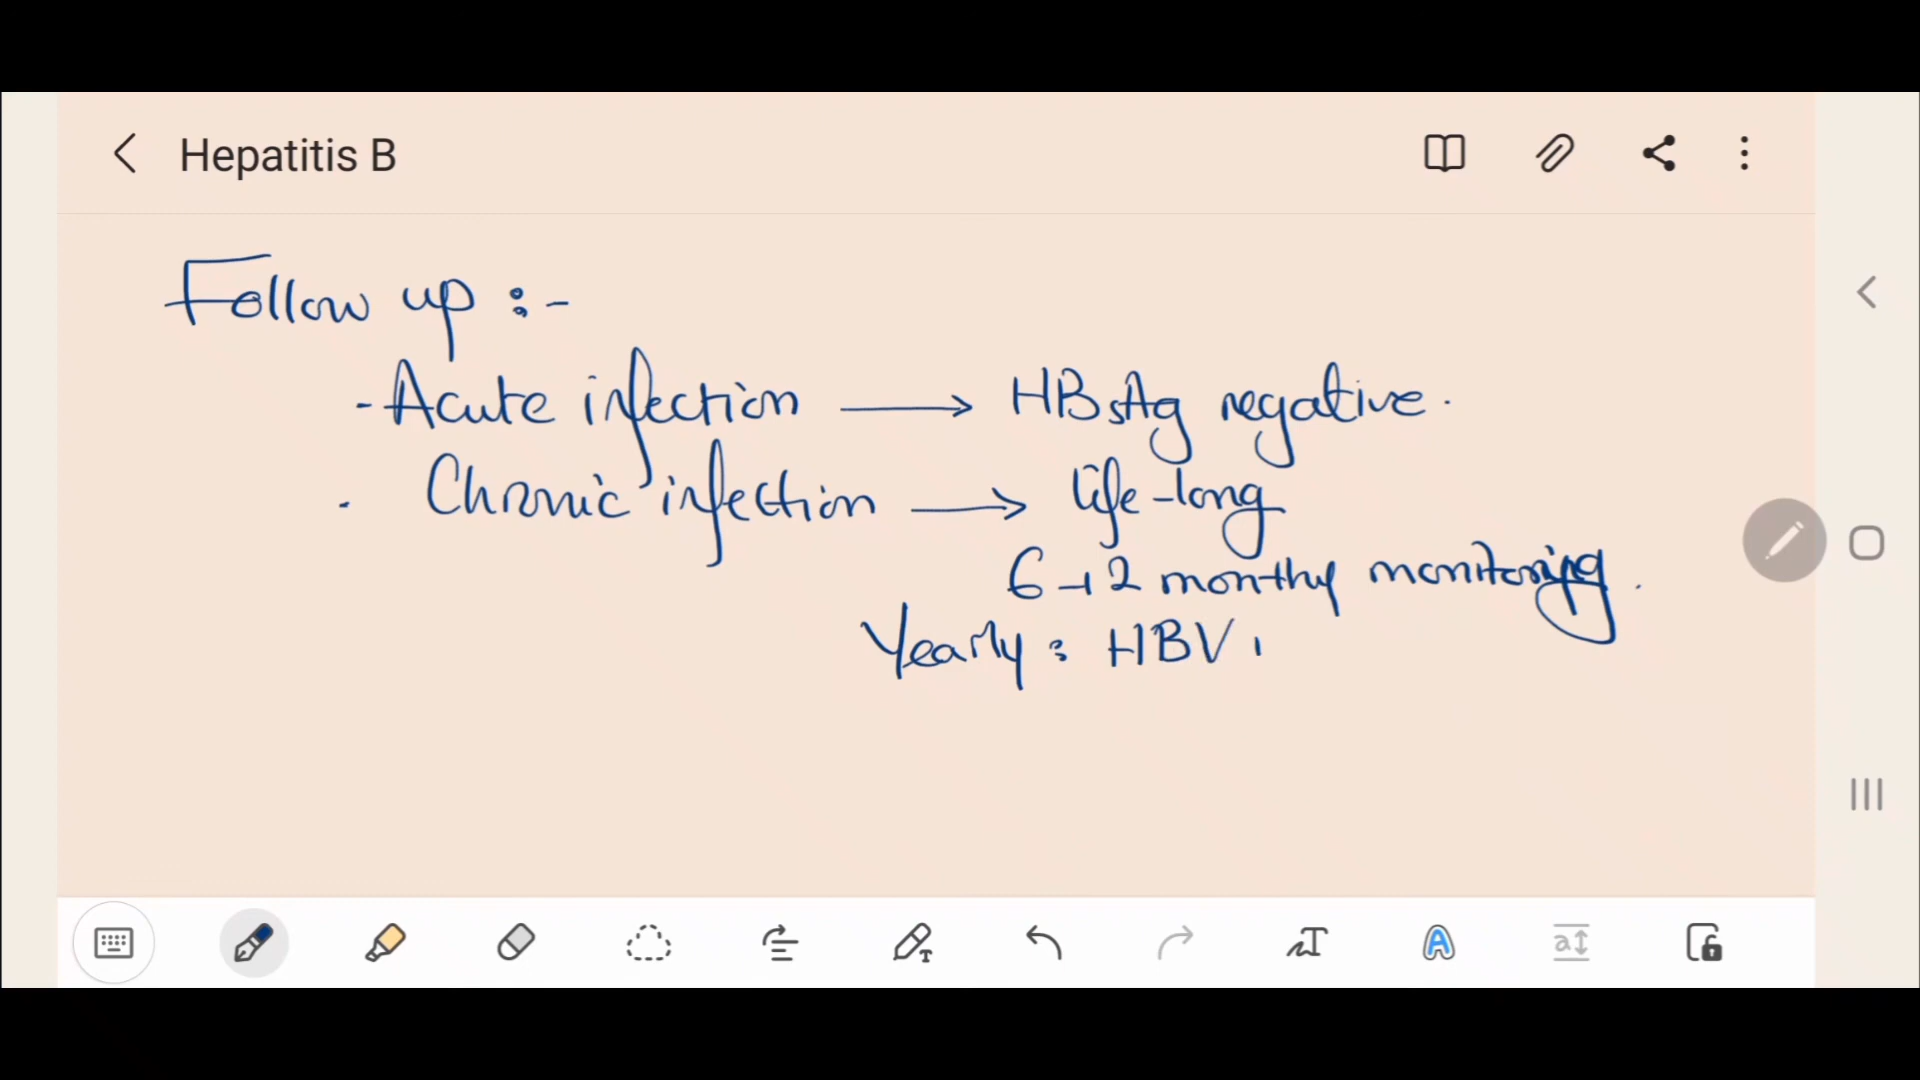 Hepatitis B
Follow up :-
- Acute infection → HBsAg negative.
- Chronic infection → life-long
6-12 monthly monitoring.
Yearly : HBV